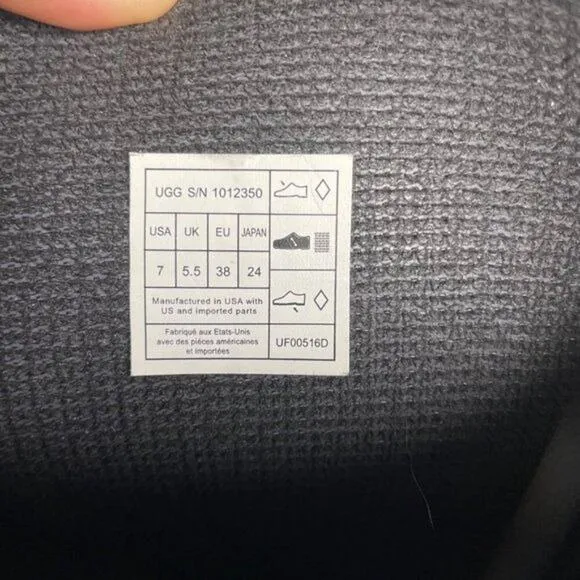 UGG S/N 1012350
USA UK EU JAPAN
7 5.5 38 24
Manufactured in USA with
US and imported parts
Fabriqué aux Etats-Unis
avec des piéces américaines
et importées
UF00516D